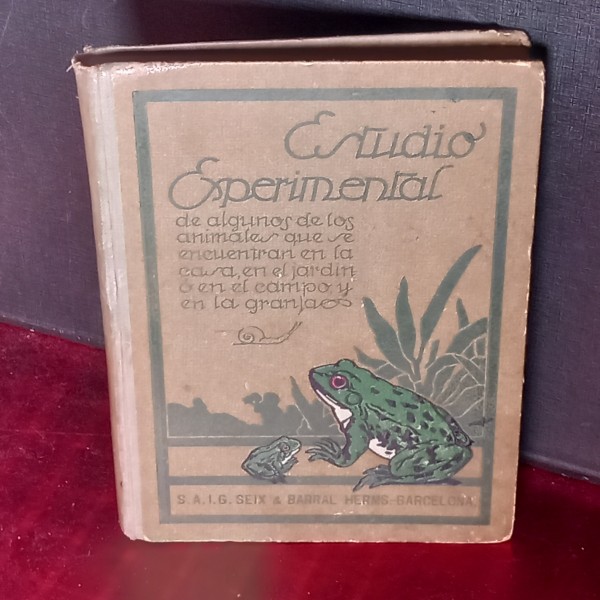 Estudio
Experimental
de algunos de los
animales que se
encuentran en la
casa, en el jardín
ó en el campo, y
en la granja
S.A.I.G. SEIX & BARRAL HERMS-BARCELONA